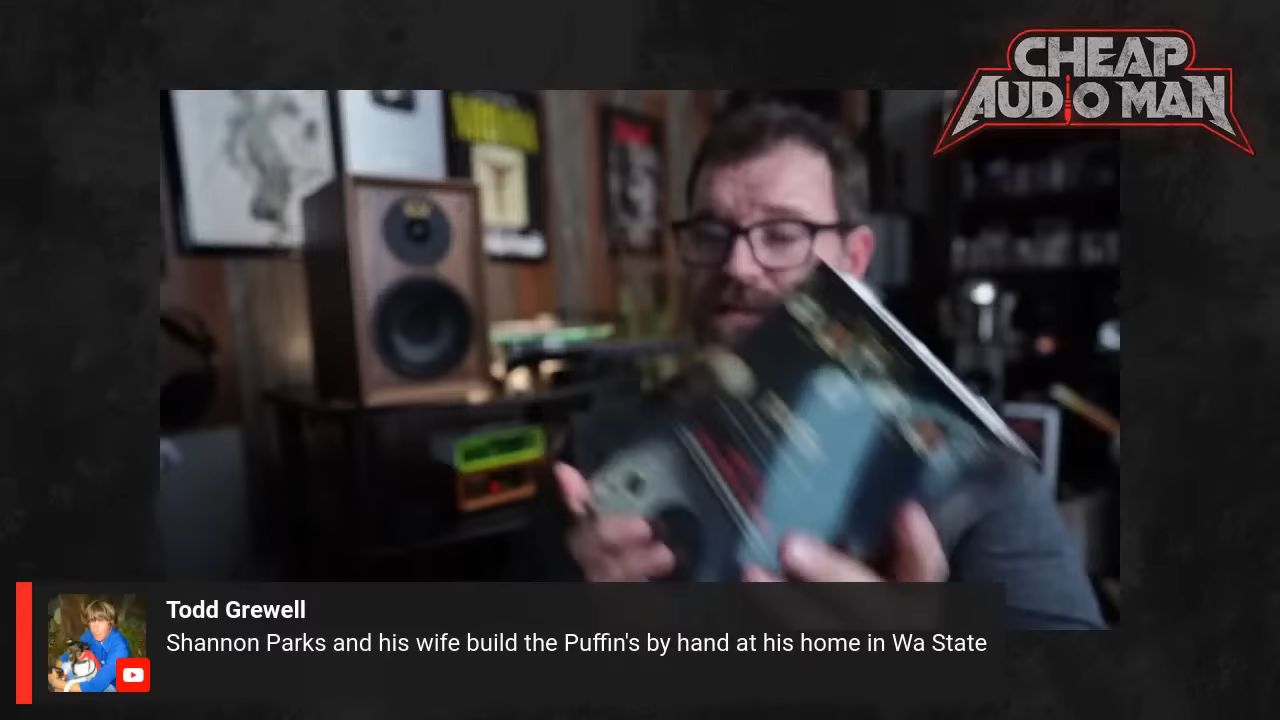 CHEAP
AUDIO MAN
Todd Grewell
Shannon Parks and his wife build the Puffin's by hand at his home in Wa State